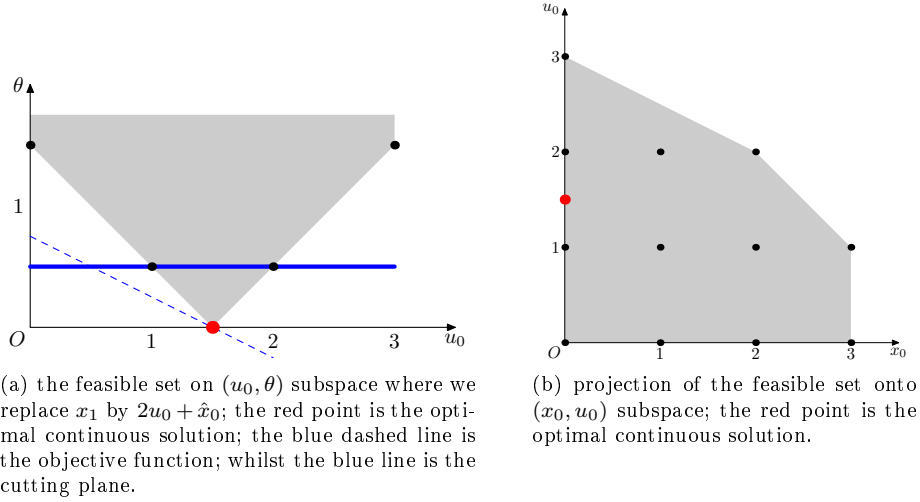 θ
1
O
1
2
3
u₀
(a) the feasible set on (u₀, θ) subspace where we
replace x₁ by 2u₀ + x̂₀; the red point is the opti-
mal continuous solution; the blue dashed line is
the objective function; whilst the blue line is the
cutting plane.
u₀
3
2
1
O
1
2
3
x₀
(b) projection of the feasible set onto
(x₀, u₀) subspace; the red point is the
optimal continuous solution.